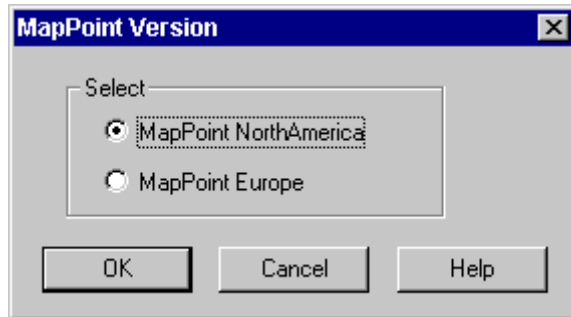 MapPoint Version
Select
MapPoint NorthAmerica
MapPoint Europe
OK Cancel Help